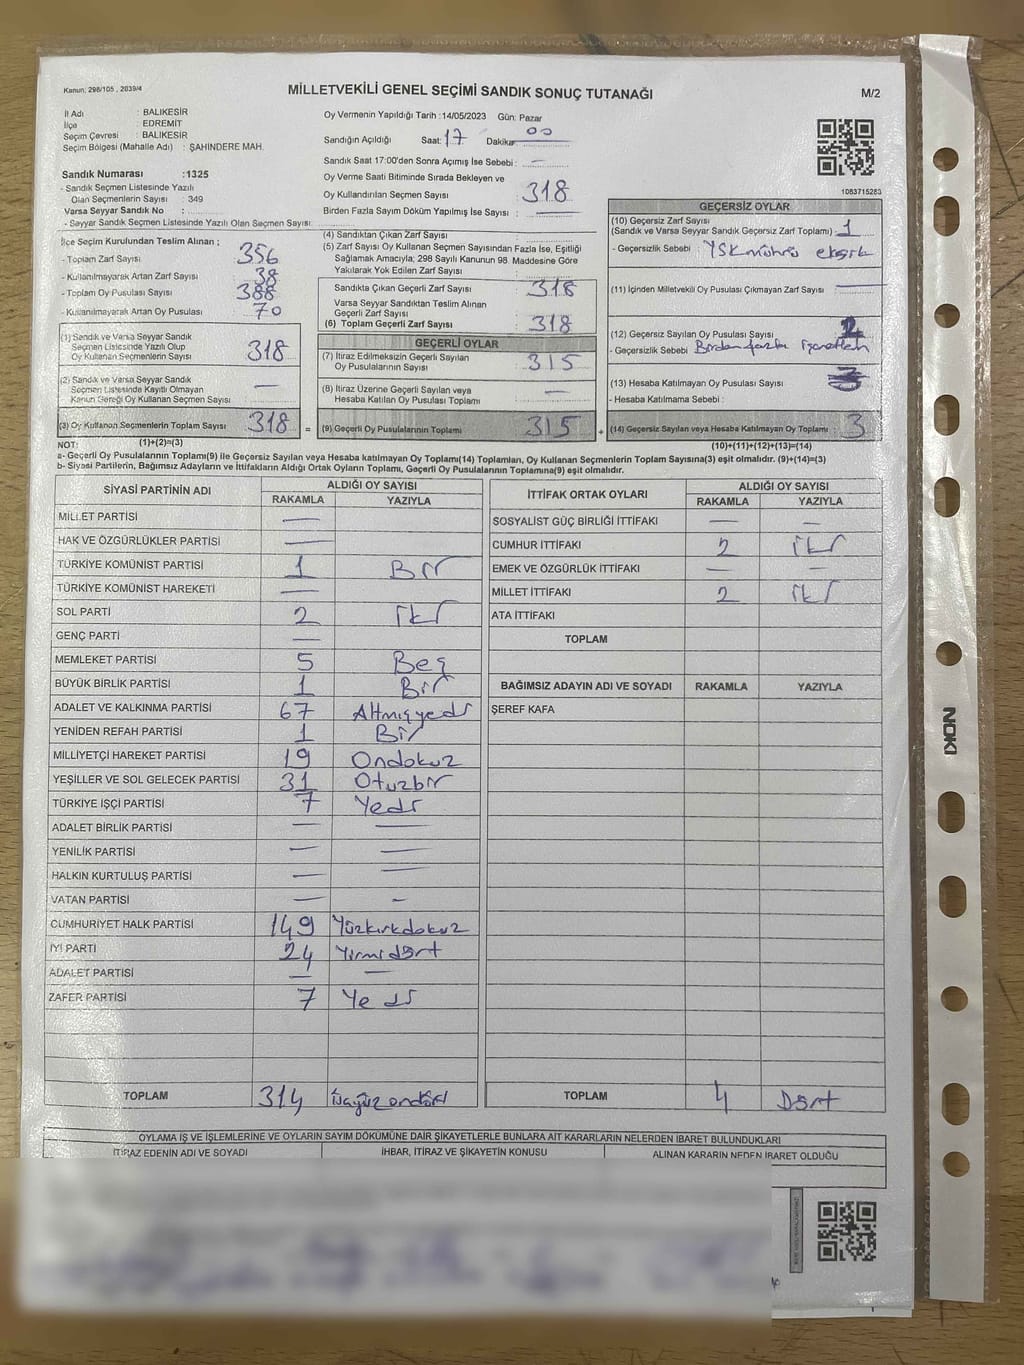 Kanun; 298/105 , 2839/4
MİLLETVEKİLİ GENEL SEÇİMİ SANDIK SONUÇ TUTANAĞI
M/2
İl Adı : BALIKESİR
İlçe : EDREMİT
Seçim Çevresi : BALIKESİR
Seçim Bölgesi (Mahalle Adı) : ŞAHİNDERE MAH.
Sandık Numarası :1325
- Sandık Seçmen Listesinde Yazılı
Olan Seçmenlerin Sayısı : 349
Varsa Seyyar Sandık No :
- Seyyar Sandık Seçmen Listesinde Yazılı Olan Seçmen Sayısı:
Oy Vermenin Yapıldığı Tarih :14/05/2023 Gün: Pazar
Sandığın Açıldığı Saat: 17 Dakika: 00
Sandık Saat 17:00'den Sonra Açımış İse Sebebi : —
Oy Verme Saati Bitiminde Sırada Bekleyen ve
Oy Kullandırılan Seçmen Sayısı : 318
Birden Fazla Sayım Döküm Yapılmış İse Sayısı : —
1083715283
İlçe Seçim Kurulundan Teslim Alınan ;
- Toplam Zarf Sayısı : 356
- Kullanılmayarak Artan Zarf Sayısı : 38
- Toplam Oy Pusulası Sayısı : 388
- Kullanılmayarak Artan Oy Pusulası : 70
(1) Sandık ve Varsa Seyyar Sandık
Seçmen Listesinde Yazılı Olup
Oy Kullanan Seçmenlerin Sayısı : 318
(2) Sandık ve Varsa Seyyar Sandık
Seçmen Listesinde Kayıtlı Olmayan
Kanun Gereği Oy Kullanan Seçmen Sayısı : —
(3) Oy Kullanan Seçmenlerin Toplam Sayısı : 318 =
(1)+(2)=(3)
(4) Sandıktan Çıkan Zarf Sayısı :
(5) Zarf Sayısı Oy Kullanan Seçmen Sayısından Fazla İse, Eşitliği
Sağlamak Amacıyla; 298 Sayılı Kanunun 98. Maddesine Göre
Yakılarak Yok Edilen Zarf Sayısı :
Sandıkta Çıkan Geçerli Zarf Sayısı : 318
Varsa Seyyar Sandıktan Teslim Alınan
Geçerli Zarf Sayısı :
(6) Toplam Geçerli Zarf Sayısı : 318
GEÇERLİ OYLAR
(7) İtiraz Edilmeksizin Geçerli Sayılan
Oy Pusulalarının Sayısı : 315
(8) İtiraz Üzerine Geçerli Sayılan veya
Hesaba Katılan Oy Pusulası Toplamı : —
(9) Geçerli Oy Pusulalarının Toplamı : 315 +
GEÇERSİZ OYLAR
(10) Geçersiz Zarf Sayısı
(Sandık ve Varsa Seyyar Sandık Geçersiz Zarf Toplamı) : 1
- Geçersizlik Sebebi : YSK mührü eksik
(11) İçinden Milletvekili Oy Pusulası Çıkmayan Zarf Sayısı : —
(12) Geçersiz Sayılan Oy Pusulası Sayısı : 2
- Geçersizlik Sebebi : Birden fazla işaretleh
(13) Hesaba Katılmayan Oy Pusulası Sayısı :
- Hesaba Katılmama Sebebi :
(14) Geçersiz Sayılan veya Hesaba Katılmayan Oy Toplamı : 3
(10)+(11)+(12)+(13)=(14)
NOT:
a- Geçerli Oy Pusulalarının Toplamı(9) ile Geçersiz Sayılan veya Hesaba katılmayan Oy Toplamı(14) Toplamları, Oy Kullanan Seçmenlerin Toplam Sayısına(3) eşit olmalıdır. (9)+(14)=(3)
b- Siyasi Partilerin, Bağımsız Adayların ve İttifakların Aldığı Ortak Oyların Toplamı, Geçerli Oy Pusulalarının Toplamına(9) eşit olmalıdır.
SİYASİ PARTİNİN ADI ALDIĞI OY SAYISI
RAKAMLA YAZIYLA
MİLLET PARTİSİ —
HAK VE ÖZGÜRLÜKLER PARTİSİ —
TÜRKİYE KOMÜNİST PARTİSİ 1 Bir
TÜRKİYE KOMÜNİST HAREKETİ —
SOL PARTİ 2 iki
GENÇ PARTİ —
MEMLEKET PARTİSİ 5 Beş
BÜYÜK BİRLİK PARTİSİ 1 Bir
ADALET VE KALKINMA PARTİSİ 67 Altmışyedi
YENİDEN REFAH PARTİSİ 1 Bir
MİLLİYETÇİ HAREKET PARTİSİ 19 Ondokuz
YEŞİLLER VE SOL GELECEK PARTİSİ 31 Otuzbir
TÜRKİYE İŞÇİ PARTİSİ 7 Yedi
ADALET BİRLİK PARTİSİ — —
YENİLİK PARTİSİ — —
HALKIN KURTULUŞ PARTİSİ — —
VATAN PARTİSİ — —
CUMHURİYET HALK PARTİSİ 149 Yüzkırkdokuz
İYİ PARTİ 24 Yirmidört
ADALET PARTİSİ — —
ZAFER PARTİSİ 7 Yedi
TOPLAM 314 üçyüzondört
İTTİFAK ORTAK OYLARI ALDIĞI OY SAYISI
RAKAMLA YAZIYLA
SOSYALİST GÜÇ BİRLİĞİ İTTİFAKI — —
CUMHUR İTTİFAKI 2 iki
EMEK VE ÖZGÜRLÜK İTTİFAKI — —
MİLLET İTTİFAKI 2 iki
ATA İTTİFAKI
TOPLAM
BAĞIMSIZ ADAYIN ADI VE SOYADI RAKAMLA YAZIYLA
ŞEREF KAFA
TOPLAM 4 Dört
OYLAMA İŞ VE İŞLEMLERİNE VE OYLARIN SAYIM DÖKÜMÜNE DAİR ŞİKAYETLERLE BUNLARA AİT KARARLARIN NELERDEN İBARET BULUNDUKLARI
İTİRAZ EDENİN ADI VE SOYADI İHBAR, İTİRAZ VE ŞİKAYETİN KONUSU ALINAN KARARIN NEDEN İBARET OLDUĞU
NOKI